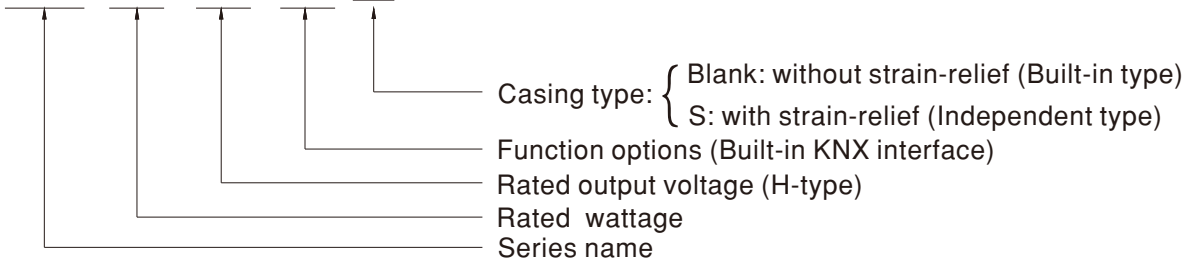 Casing type: { Blank: without strain-relief (Built-in type)
S: with strain-relief (Independent type)
Function options (Built-in KNX interface)
Rated output voltage (H-type)
Rated wattage
Series name